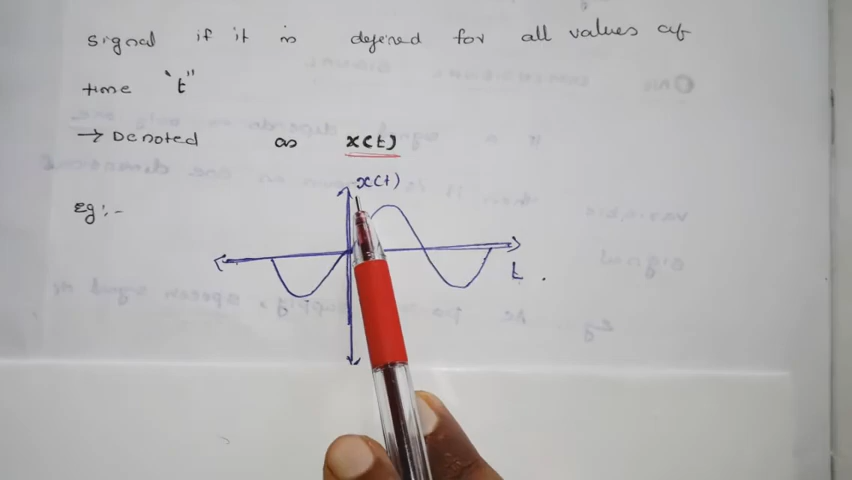 signal if it is defined for all values of
time "t"
→ Denoted as x(t)
x(t)
Eg:-
t .